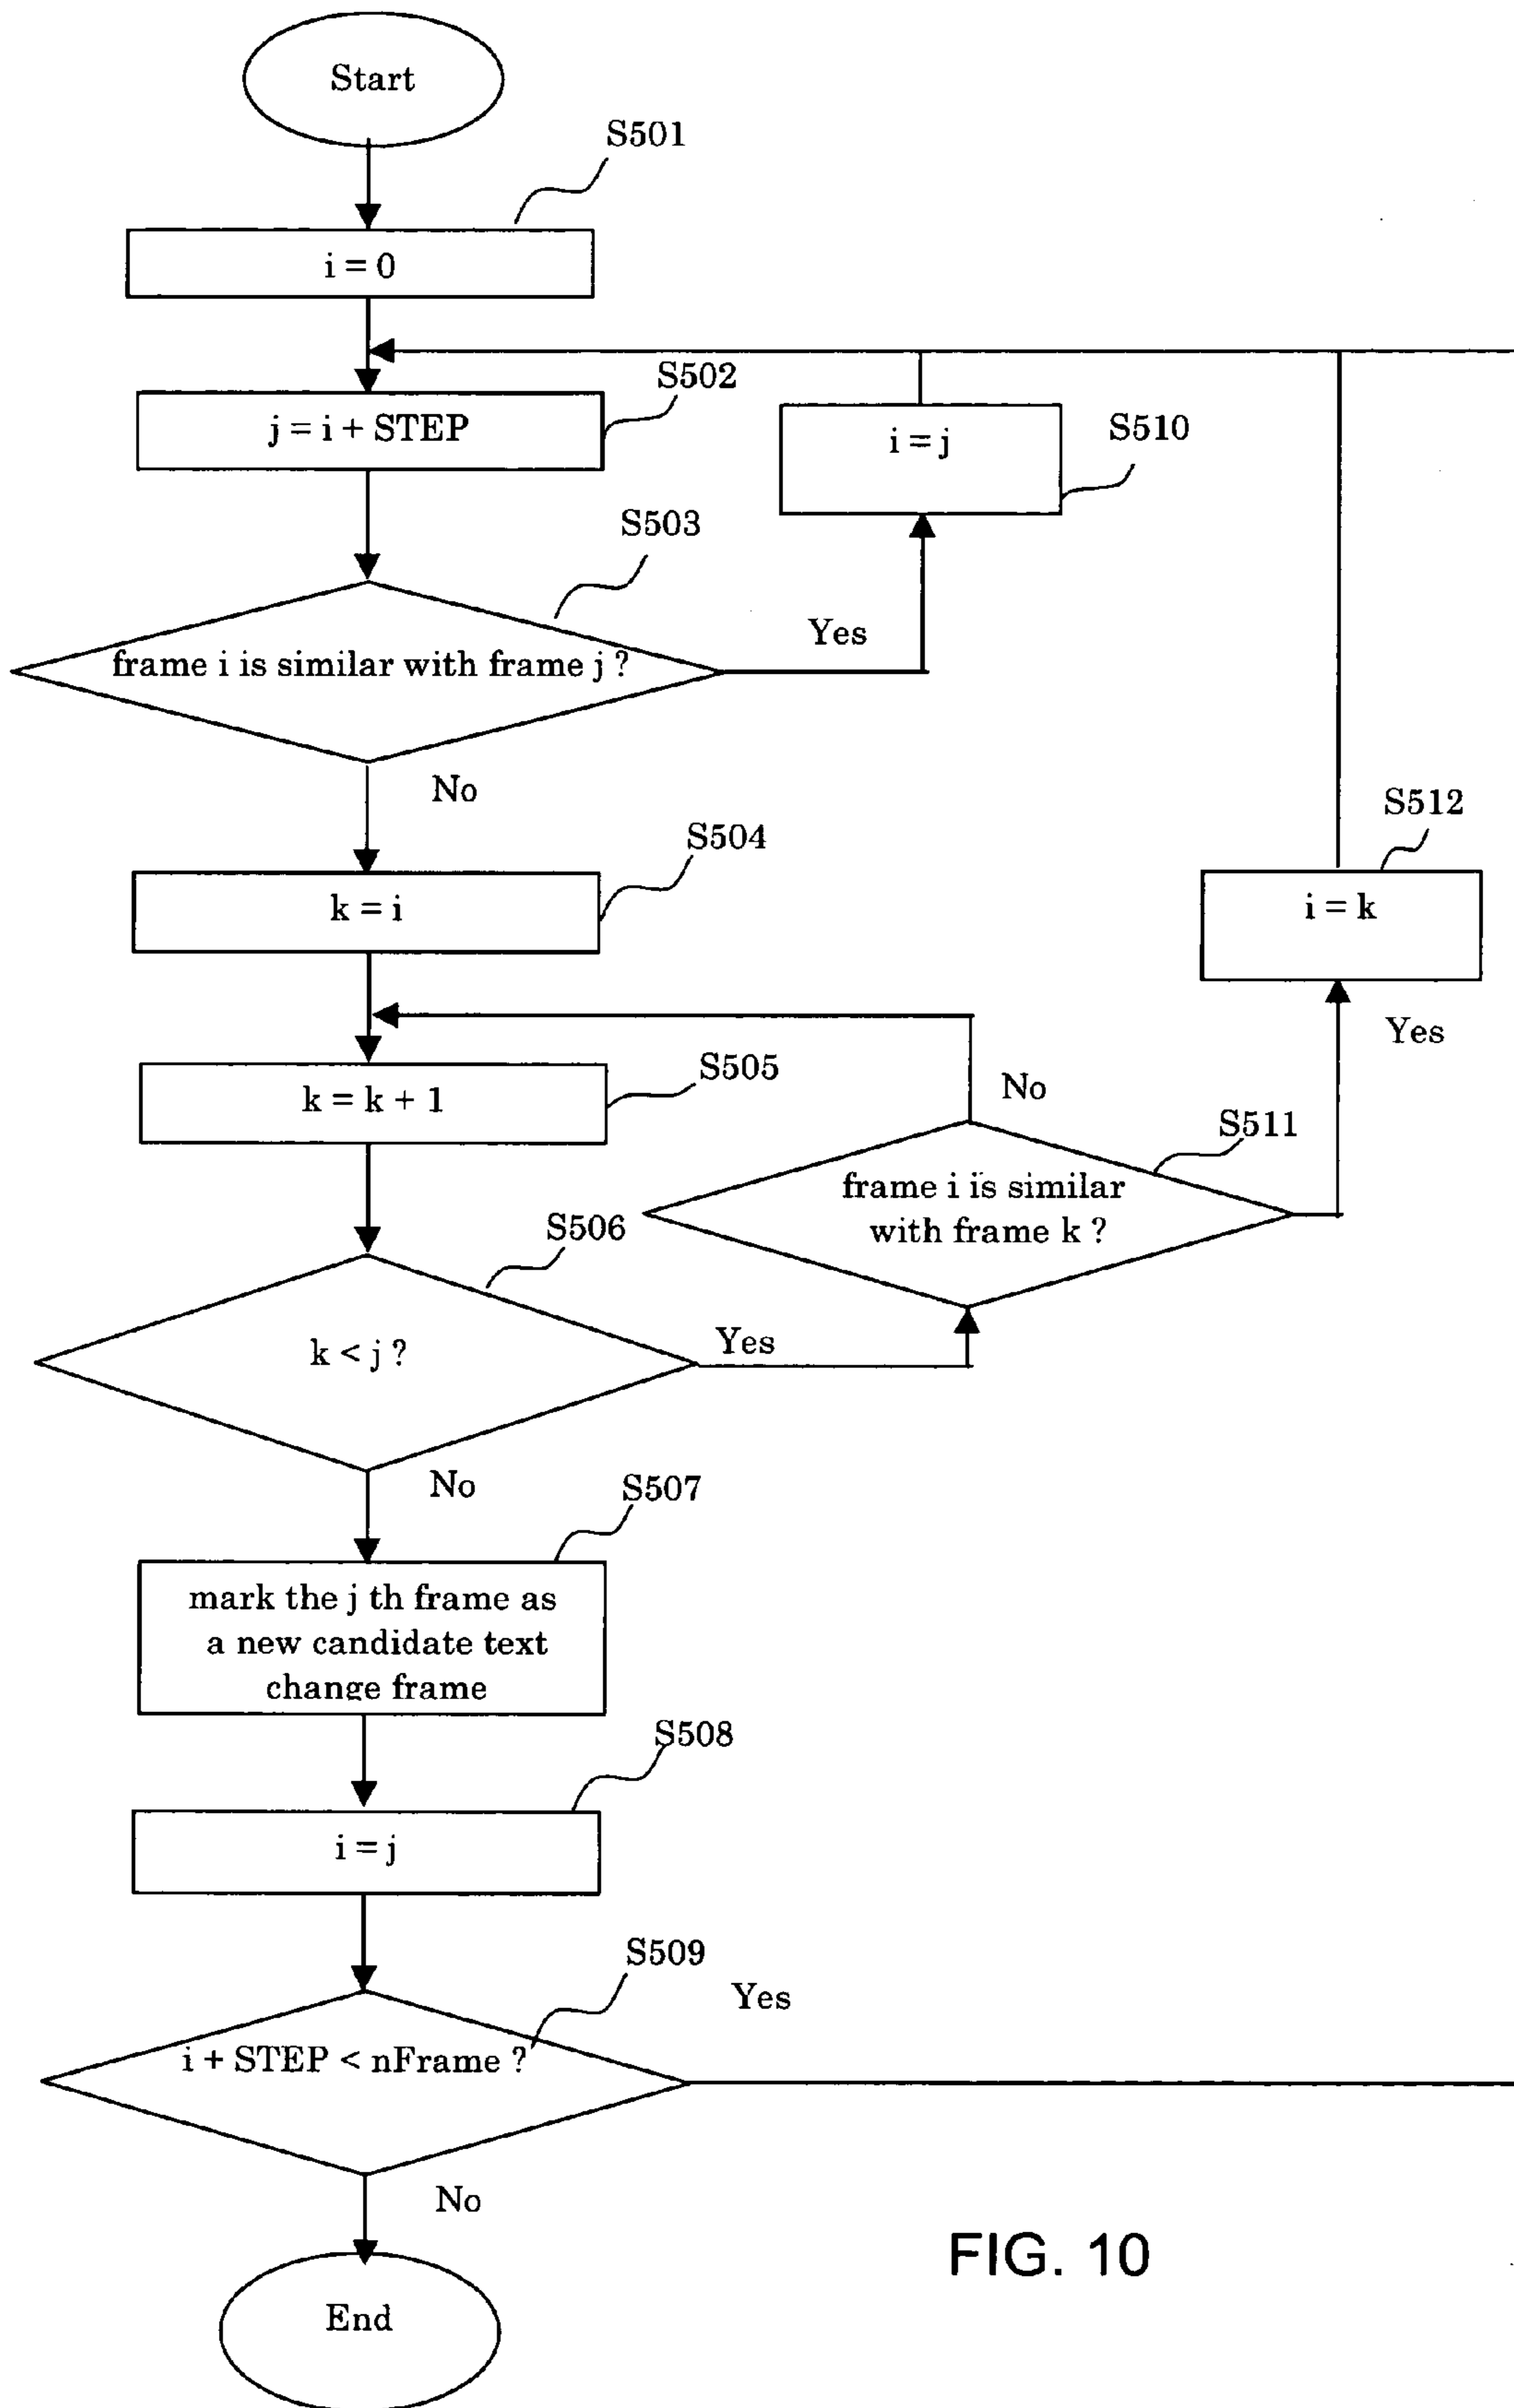 Start
S501
i = 0
S502
j = i + STEP
i = j
S510
S503
Yes
frame i is similar with frame j ?
No
S512
S504
i = k
k = i
Yes
S505
No
k = k + 1
S511
frame i is similar
with frame k ?
S506
Yes
k < j ?
No
S507
mark the j th frame as
a new candidate text
change frame
S508
i = j
S509
Yes
i + STEP < nFrame ?
No
FIG. 10
End